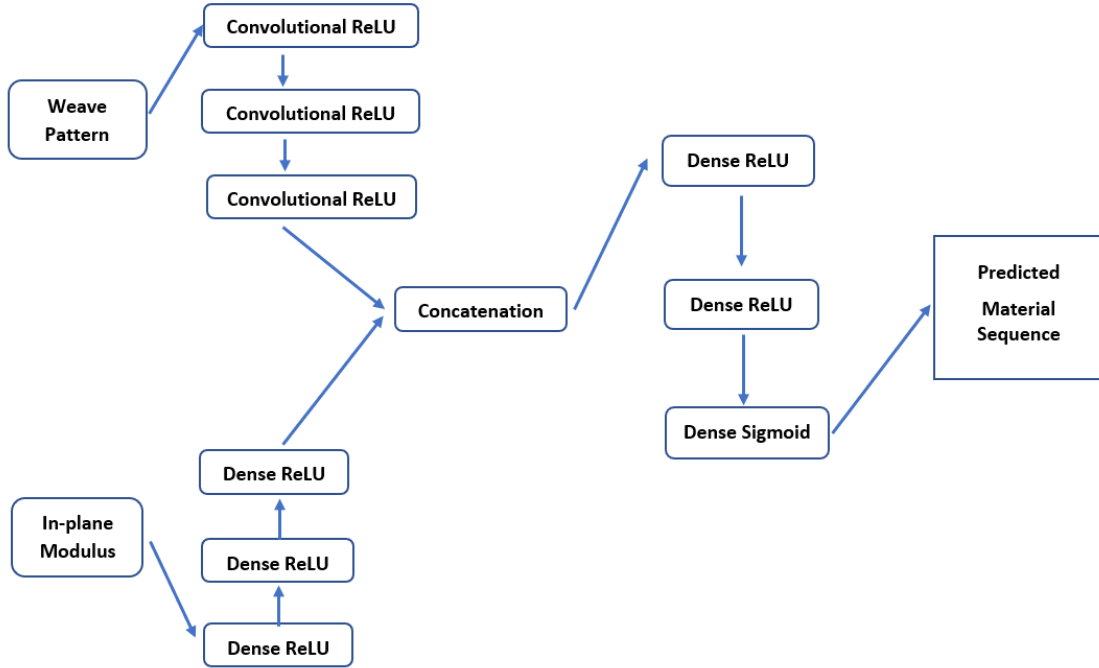 Convolutional ReLU
Weave
Pattern
Convolutional ReLU
Convolutional ReLU
Concatenation
Dense ReLU
In-plane
Modulus
Dense ReLU
Dense ReLU
Dense ReLU
Dense ReLU
Dense Sigmoid
Predicted
Material
Sequence